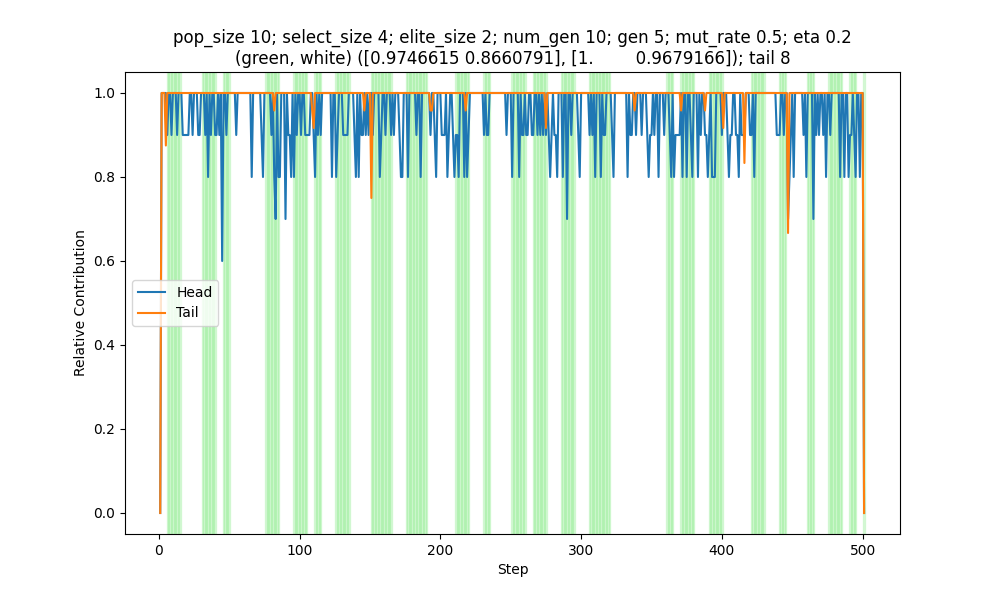 pop_size 10; select_size 4; elite_size 2; num_gen 10; gen 5; mut_rate 0.5; eta 0.2
(green, white) ([0.9746615 0.8660791], [1.         0.9679166]); tail 8
1.0
0.8
0.6
0.4
0.2
0.0
Relative Contribution
Head
Tail
0
100
200
300
400
500
Step